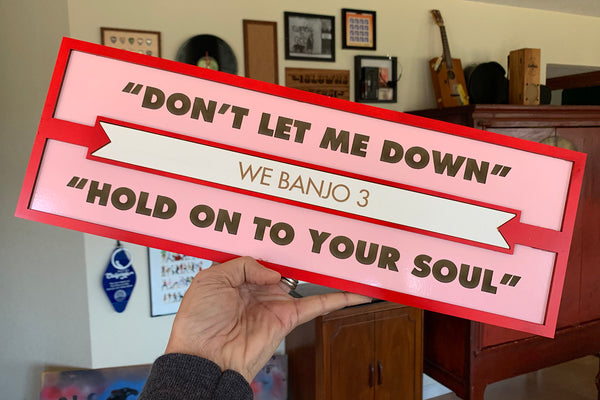 “DON’T LET ME DOWN”
WE BANJO 3
“HOLD ON TO YOUR SOUL”